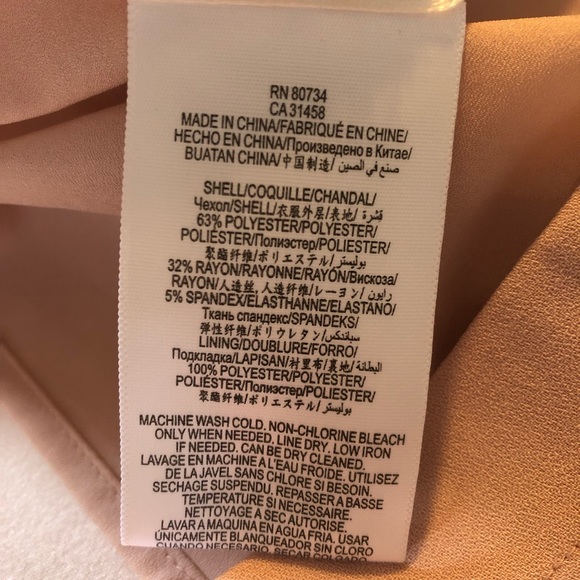 RN 80734
CA 31458
MADE IN CHINA/FABRIQUÉ EN CHINE/
HECHO EN CHINA/Произведено в Китае/
BUATAN CHINA/中国制造/ صنع في الصين
SHELL/COQUILLE/CHANDAL/
Чехол/SHELL/衣服外层/表地/ قشرة
63% POLYESTER/POLYESTER/
POLIÉSTER/Полиэстер/POLIESTER/
聚酯纤维/ポリエステル/بوليستر
32% RAYON/RAYONNE/RAYÓN/Вискоза/
RAYON/人造丝, 人造纤维/レーヨン/ رايون
5% SPANDEX/ELASTHANNE/ELASTANO/
Ткань спандекс/SPANDEKS/
弹性纤维/ポリウレタン/سباندكس
LINING/DOUBLURE/FORRO/
Подкладка/LAPISAN/衬里布/裏地/ البطانة
100% POLYESTER/POLYESTER/
POLIÉSTER/Полиэстер/POLIESTER/
聚酯纤维/ポリエステル/بوليستر
MACHINE WASH COLD. NON-CHLORINE BLEACH
ONLY WHEN NEEDED. LINE DRY. LOW IRON
IF NEEDED. CAN BE DRY CLEANED.
LAVAGE EN MACHINE A L'EAU FROIDE. UTILISEZ
DE LA JAVEL SANS CHLORE SI BESOIN.
SECHAGE SUSPENDU. REPASSER A BASSE
TEMPERATURE SI NECESSAIRE.
NETTOYAGE A SEC AUTORISE.
LAVAR A MAQUINA EN AGUA FRIA. USAR
ÚNICAMENTE BLANQUEADOR SIN CLORO
CUANDO NECESARIO. SECAR COLGADO